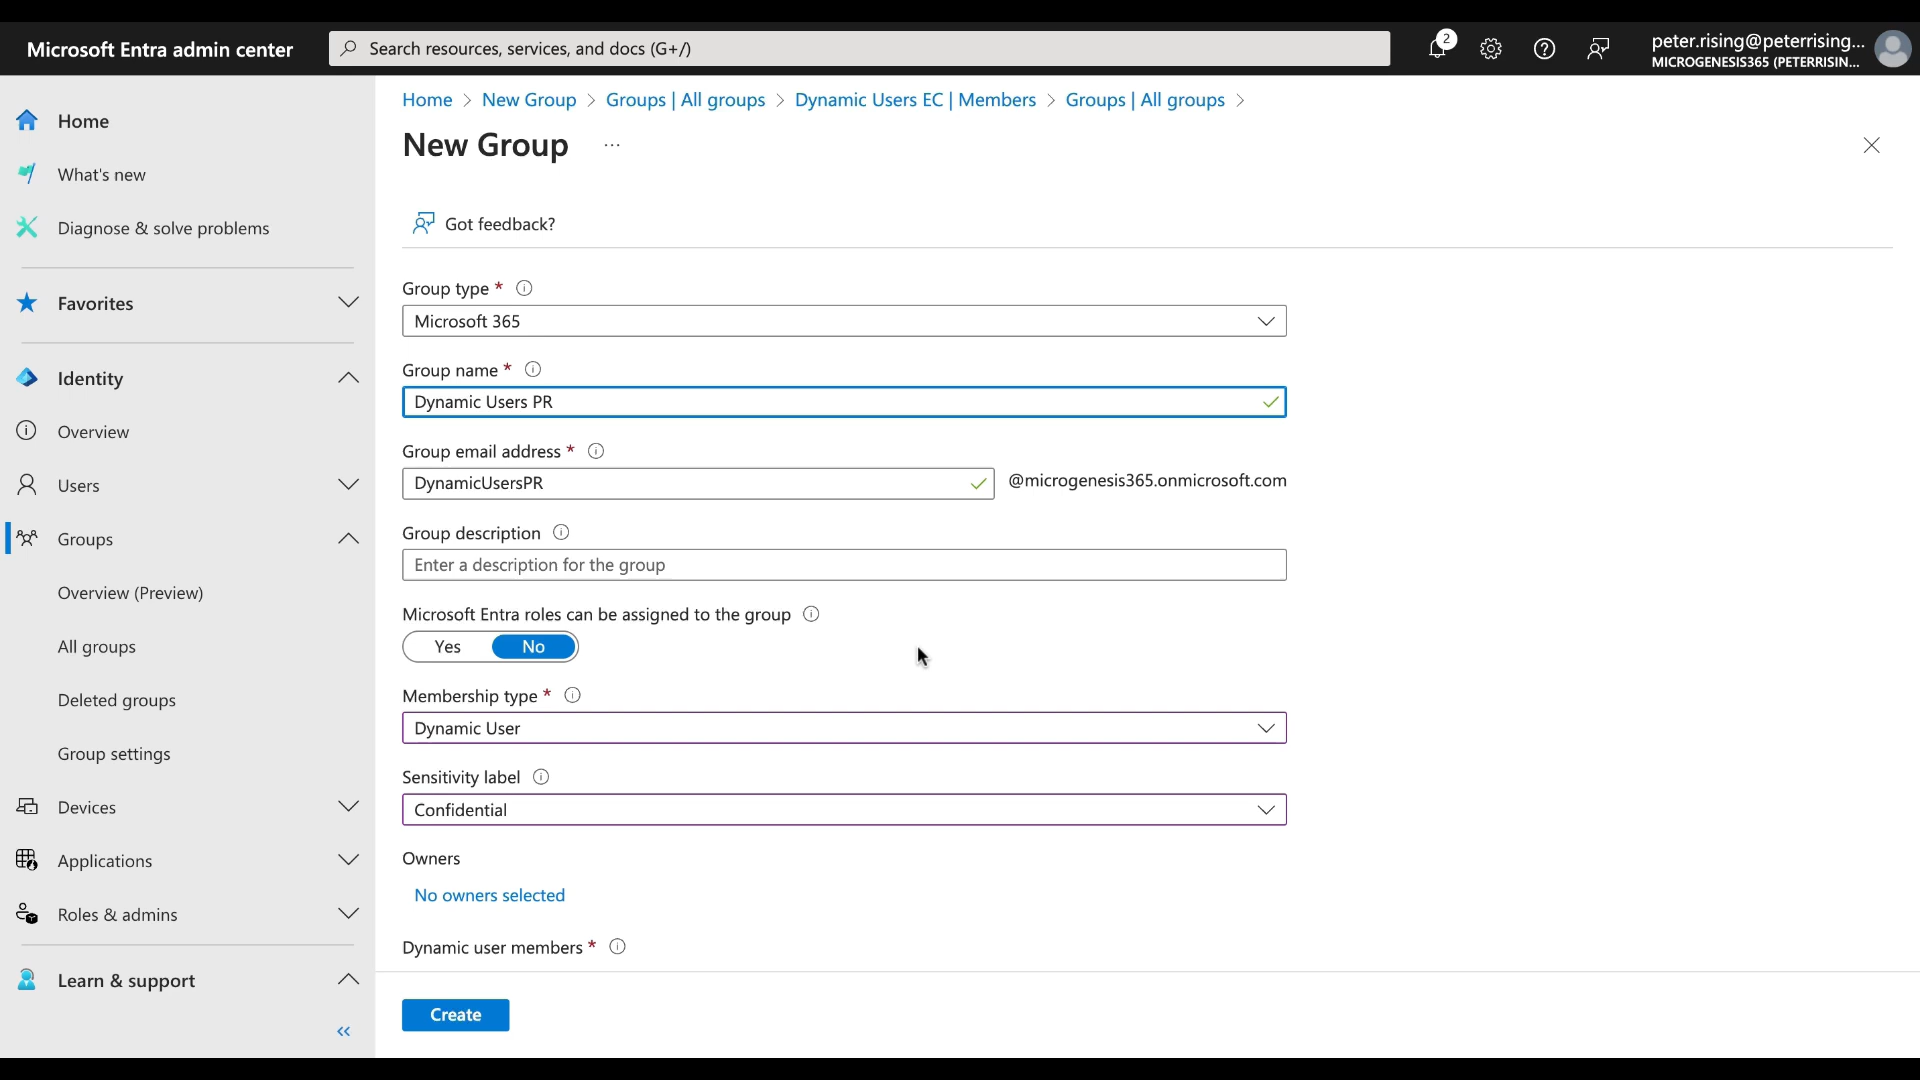 Microsoft Entra admin center
Search resources, services, and docs (G+/)
2
peter.rising@peterrising...
MICROGENESIS365 (PETERRISIN...
Home
What's new
Diagnose & solve problems
Favorites
Identity
Overview
Users
Groups
Overview (Preview)
All groups
Deleted groups
Group settings
Devices
Applications
Roles & admins
Learn & support
Home > New Group > Groups | All groups > Dynamic Users EC | Members > Groups | All groups >
New Group ...
Got feedback?
Group type *
Microsoft 365
Group name *
Dynamic Users PR
Group email address *
DynamicUsersPR @microgenesis365.onmicrosoft.com
Group description
Enter a description for the group
Microsoft Entra roles can be assigned to the group
Yes No
Membership type *
Dynamic User
Sensitivity label
Confidential
Owners
No owners selected
Dynamic user members *
Create